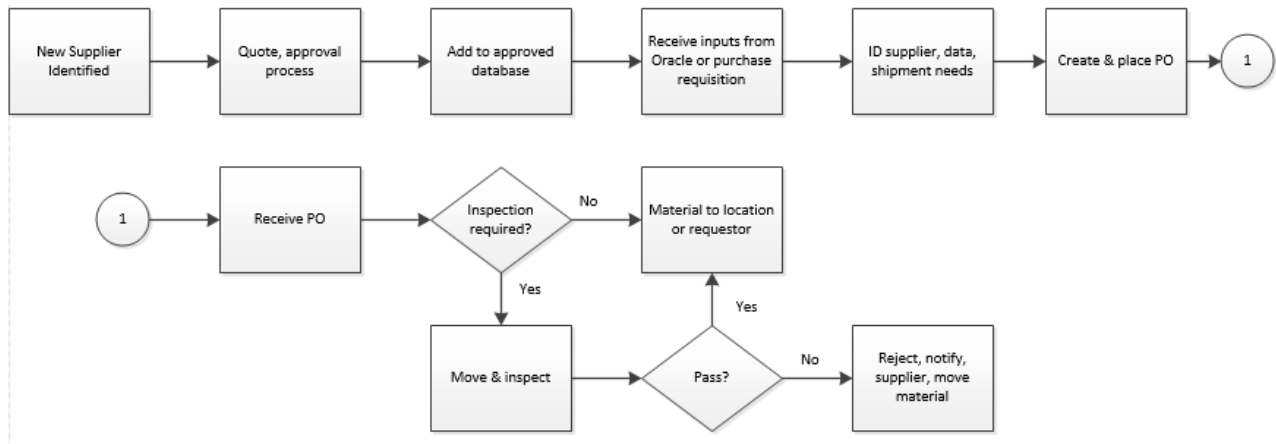 New Supplier
Identified
Quote, approval
process
Add to approved
database
Receive inputs from
Oracle or purchase
requisition
ID supplier, data,
shipment needs
Create & place PO
1
1
Receive PO
Inspection
required?
No
Material to location
or requestor
Yes
Yes
Move & inspect
Pass?
No
Reject, notify,
supplier, move
material